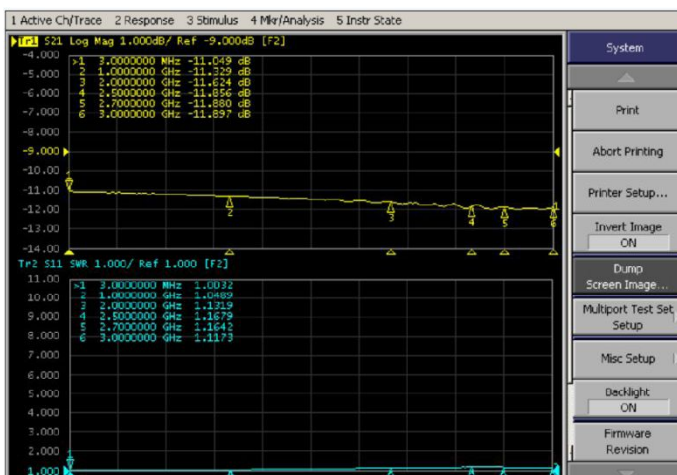 1 Active Ch/Trace 2 Response 3 Stimulus 4 Mkr/Analysis 5 Instr State
Tr1 S21 Log Mag 1.000dB/ Ref -9.000dB [F2]
-4.000
-5.000
-6.000
-7.000
-8.000
-9.000
-10.00
-11.00
-12.00
-13.00
-14.00
>1 3.0000000 MHz -11.049 dB
2 1.0000000 GHz -11.329 dB
3 2.0000000 GHz -11.624 dB
4 2.5000000 GHz -11.856 dB
5 2.7000000 GHz -11.880 dB
6 3.0000000 GHz -11.897 dB
2
3
4
5
6
Tr2 S11 SWR 1.000/ Ref 1.000 [F2]
11.00
10.00
9.000
8.000
7.000
6.000
5.000
4.000
3.000
2.000
1.000
>1 3.0000000 MHz 1.0032
2 1.0000000 GHz 1.0489
3 2.0000000 GHz 1.1319
4 2.5000000 GHz 1.1679
5 2.7000000 GHz 1.1642
6 3.0000000 GHz 1.1173
System
Print
Abort Printing
Printer Setup...
Invert Image
ON
Dump
Screen Image...
Multiport Test Set
Setup
Misc Setup
Backlight
ON
Firmware
Revision